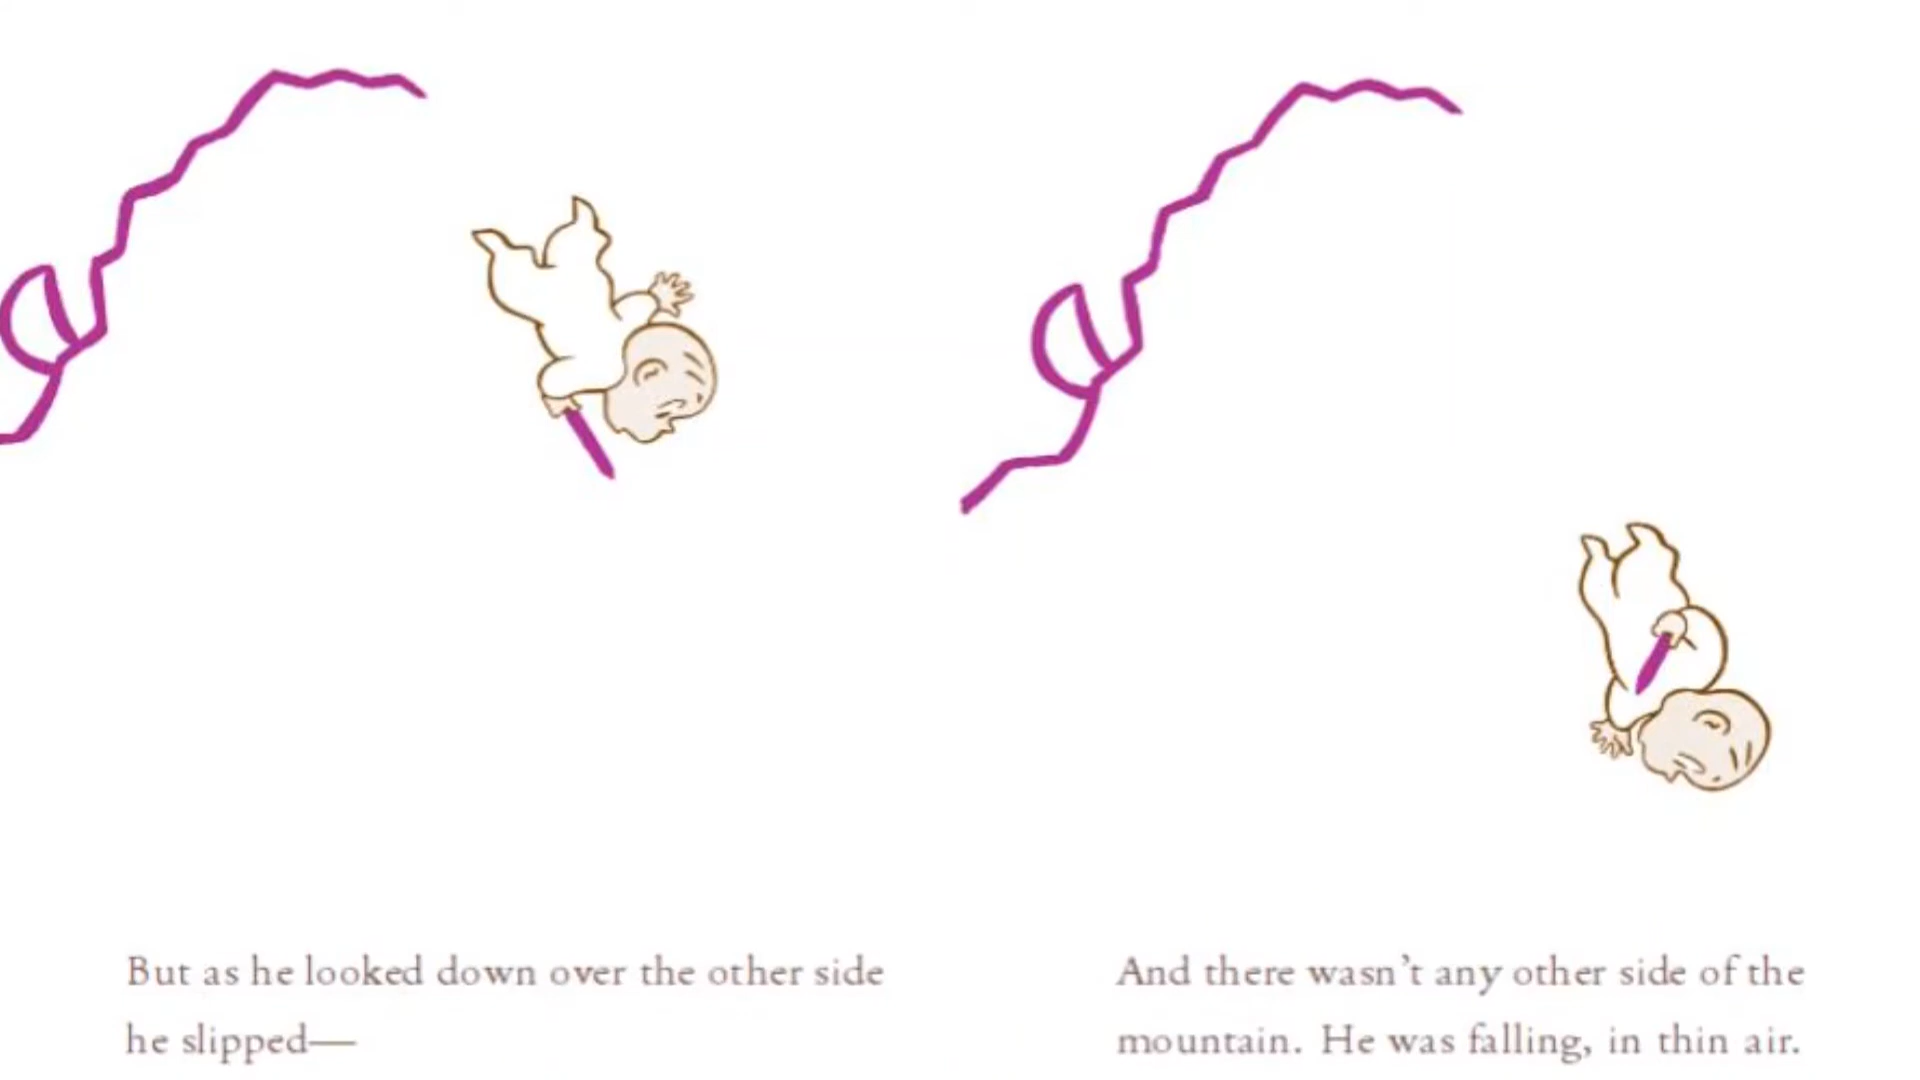 But as he looked down over the other side
he slipped—
And there wasn't any other side of the
mountain. He was falling, in thin air.